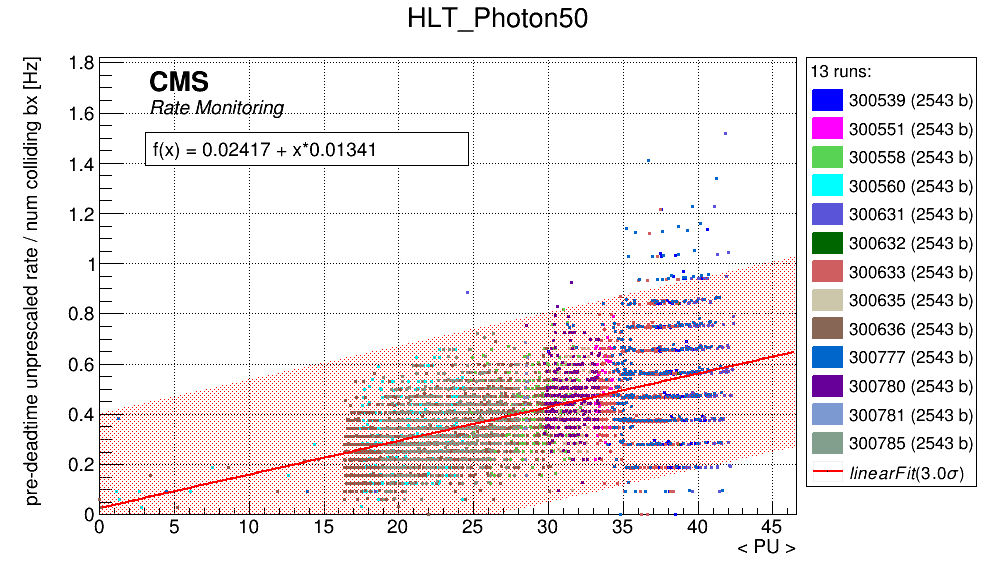 HLT_Photon50
pre-deadtime unprescaled rate / num colliding bx [Hz]
1.8
1.6
1.4
1.2
1
0.8
0.6
0.4
0.2
0
CMS
Rate Monitoring
f(x) = 0.02417 + x*0.01341
0 5 10 15 20 25 30 35 40 45
< PU >
13 runs:
300539 (2543 b)
300551 (2543 b)
300558 (2543 b)
300560 (2543 b)
300631 (2543 b)
300632 (2543 b)
300633 (2543 b)
300635 (2543 b)
300636 (2543 b)
300777 (2543 b)
300780 (2543 b)
300781 (2543 b)
300785 (2543 b)
linearFit(3.0σ)